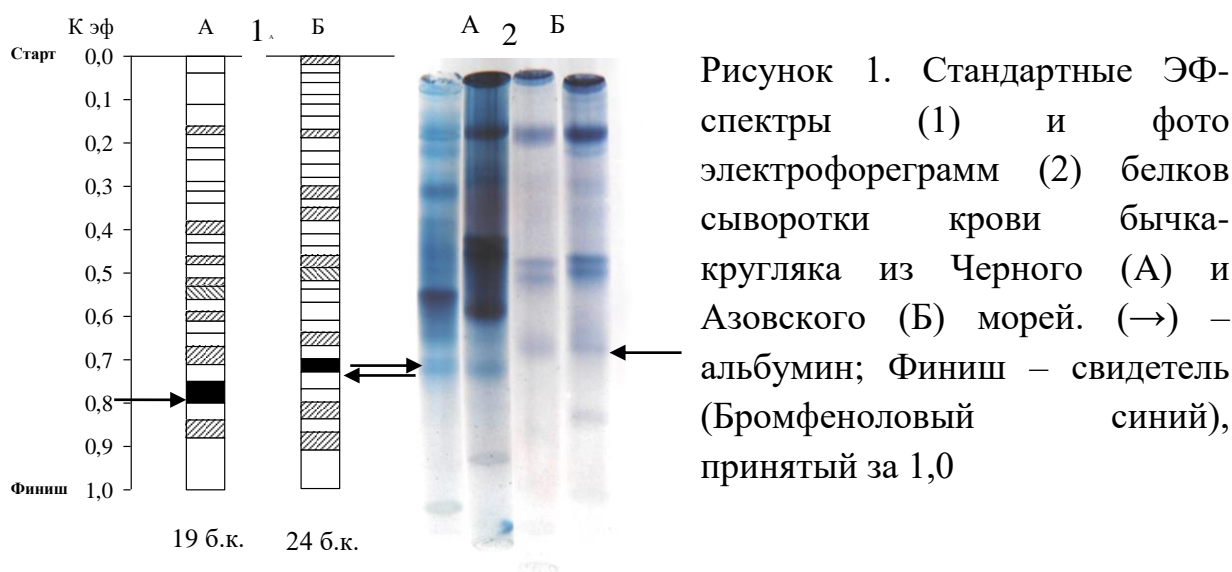 К эф А 1 Б А 2 Б
Старт 0,0
0,1
0,2
0,3
0,4
0,5
0,6
0,7
0,8
0,9
Финиш 1,0
19 б.к. 24 б.к.
Рисунок 1. Стандартные ЭФ-
спектры (1) и фото
электрофореграмм (2) белков
сыворотки крови бычка-
кругляка из Черного (А) и
Азовского (Б) морей. (→) –
альбумин; Финиш – свидетель
(Бромфеноловый синий),
принятый за 1,0